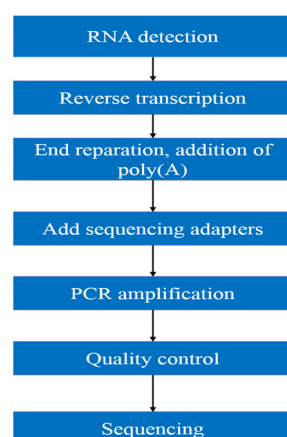 RNA detection
Reverse transcription
End reparation, addition of
poly(A)
Add sequencing adapters
PCR amplification
Quality control
Sequencing